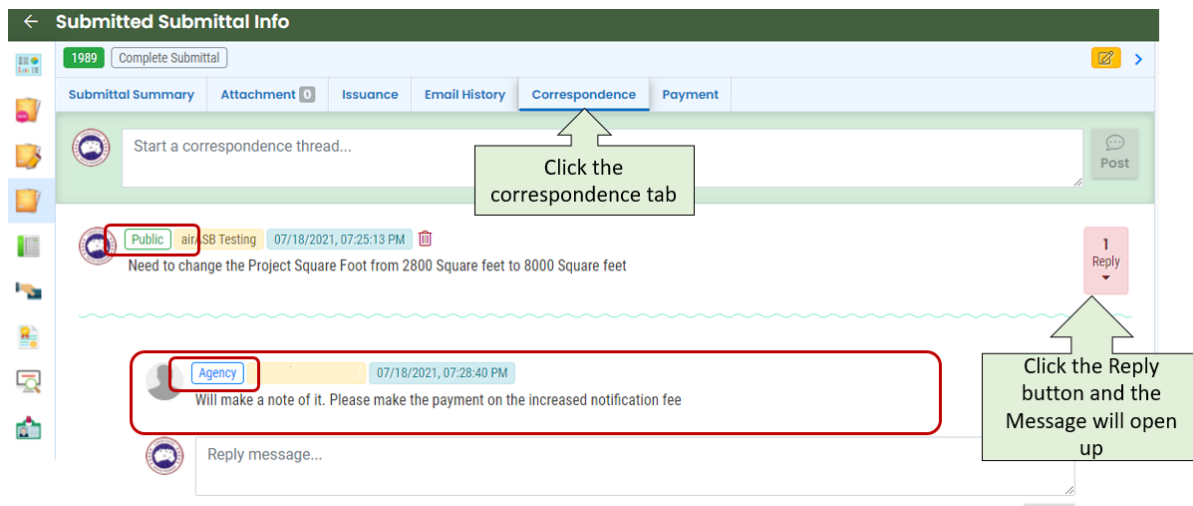 Submitted Submittal Info
1989 Complete Submittal
Submittal Summary Attachment 0 Issuance Email History Correspondence Payment
Start a correspondence thread...
Post
Click the
correspondence tab
Public airASB Testing 07/18/2021, 07:25:13 PM
Need to change the Project Square Foot from 2800 Square feet to 8000 Square feet
1
Reply
Agency 07/18/2021, 07:28:40 PM
Will make a note of it. Please make the payment on the increased notification fee
Click the Reply
button and the
Message will open
up
Reply message...